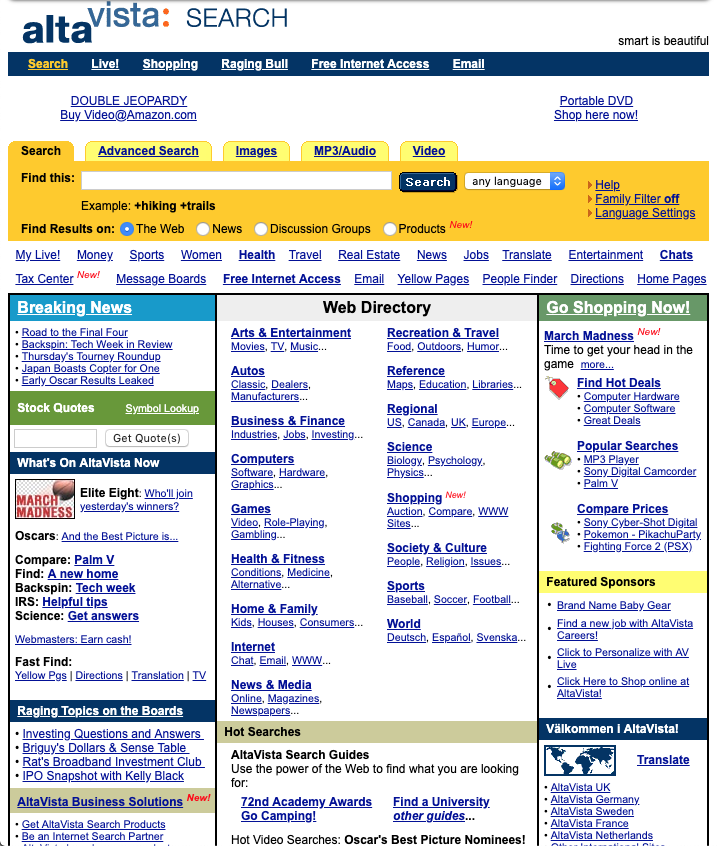 altavista: SEARCH
smart is beautiful
Search Live! Shopping Raging Bull Free Internet Access Email
DOUBLE JEOPARDY
Buy Video@Amazon.com
Portable DVD
Shop here now!
Search Advanced Search Images MP3/Audio Video
Find this: Search any language
Example: +hiking +trails
Help
Family Filter off
Language Settings
Find Results on: The Web News Discussion Groups Products New!
My Live! Money Sports Women Health Travel Real Estate News Jobs Translate Entertainment Chats
Tax Center New! Message Boards Free Internet Access Email Yellow Pages People Finder Directions Home Pages
Breaking News
• Road to the Final Four
• Backspin: Tech Week in Review
• Thursday's Tourney Roundup
• Japan Boasts Copter for One
• Early Oscar Results Leaked
Stock Quotes Symbol Lookup
Get Quote(s)
What's On AltaVista Now
MARCH MADNESS
Elite Eight: Who'll join
yesterday's winners?
Oscars: And the Best Picture is...
Compare: Palm V
Find: A new home
Backspin: Tech week
IRS: Helpful tips
Science: Get answers
Webmasters: Earn cash!
Fast Find:
Yellow Pgs | Directions | Translation | TV
Raging Topics on the Boards
• Investing Questions and Answers
• Briguy's Dollars & Sense Table
• Rat's Broadband Investment Club
• IPO Snapshot with Kelly Black
AltaVista Business Solutions New!
• Get AltaVista Search Products
• Be an Internet Search Partner
Web Directory
Arts & Entertainment
Movies, TV, Music...
Autos
Classic, Dealers,
Manufacturers...
Business & Finance
Industries, Jobs, Investing...
Computers
Software, Hardware,
Graphics...
Games
Video, Role-Playing,
Gambling...
Health & Fitness
Conditions, Medicine,
Alternative...
Home & Family
Kids, Houses, Consumers...
Internet
Chat, Email, WWW...
News & Media
Online, Magazines,
Newspapers...
Recreation & Travel
Food, Outdoors, Humor...
Reference
Maps, Education, Libraries...
Regional
US, Canada, UK, Europe...
Science
Biology, Psychology,
Physics...
Shopping New!
Auction, Compare, WWW
Sites...
Society & Culture
People, Religion, Issues...
Sports
Baseball, Soccer, Football...
World
Deutsch, Español, Svenska...
Hot Searches
AltaVista Search Guides
Use the power of the Web to find what you are looking
for:
72nd Academy Awards Find a University
Go Camping! other guides...
Hot Video Searches: Oscar's Best Picture Nominees!
Go Shopping Now!
March Madness New!
Time to get your head in the
game more...
Find Hot Deals
• Computer Hardware
• Computer Software
• Great Deals
Popular Searches
• MP3 Player
• Sony Digital Camcorder
• Palm V
Compare Prices
• Sony Cyber-Shot Digital
• Pokemon - PikachuParty
• Fighting Force 2 (PSX)
Featured Sponsors
• Brand Name Baby Gear
• Find a new job with AltaVista
Careers!
• Click to Personalize with AV
Live
• Click Here to Shop online at
AltaVista!
Välkommen i AltaVista!
Translate
• AltaVista UK
• AltaVista Germany
• AltaVista Sweden
• AltaVista France
• AltaVista Netherlands